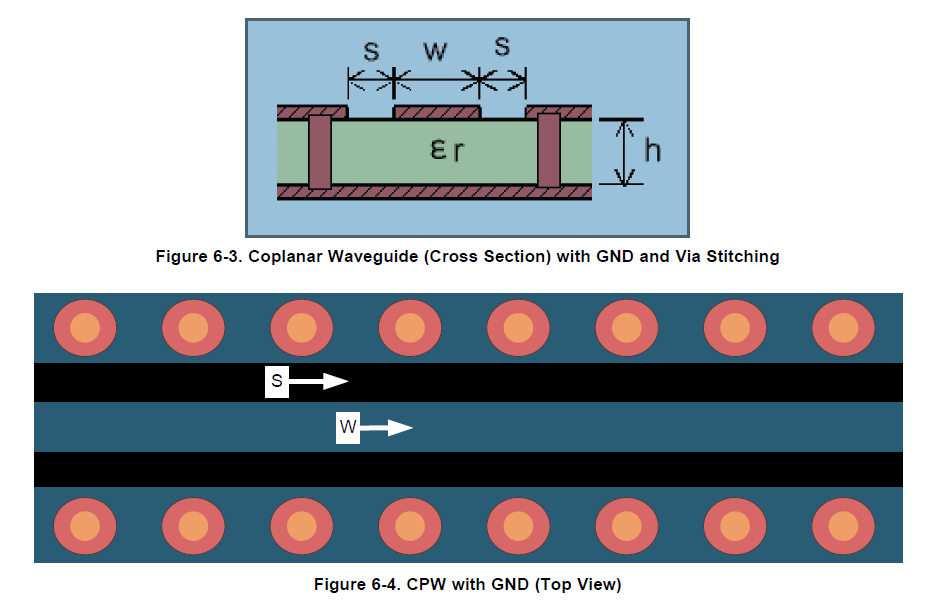 S W S
εr
h
Figure 6-3. Coplanar Waveguide (Cross Section) with GND and Via Stitching
S
W
Figure 6-4. CPW with GND (Top View)